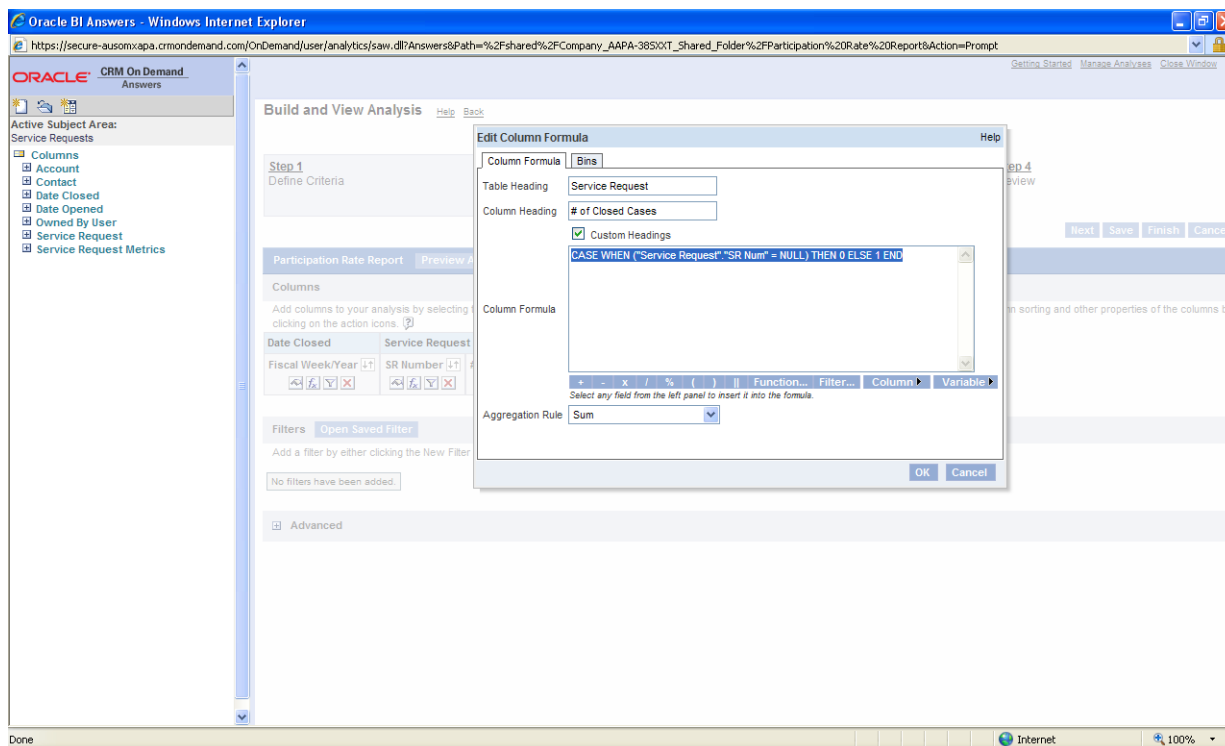 Oracle BI Answers - Windows Internet Explorer
https://secure-ausomxapa.crmondemand.com/OnDemand/user/analytics/saw.dll?Answers&Path=%2Fshared%2FCompany_AAPA-38SXXT_Shared_Folder%2FParticipation%20Rate%20Report&Action=Prompt
ORACLE CRM On Demand
Answers
Getting Started Manage Analyses Close Window
Active Subject Area:
Service Requests
Columns
Account
Contact
Date Closed
Date Opened
Owned By User
Service Request
Service Request Metrics
Build and View Analysis Help Back
Step 1
Define Criteria
ep 4
eview
Next Save Finish Cance
Participation Rate Report Preview A
Columns
Add columns to your analysis by selecting t
n sorting and other properties of the columns b
clicking on the action icons. ?
Date Closed Service Request
Fiscal Week/Year SR Number
Filters Open Saved Filter
Add a filter by either clicking the New Filter
No filters have been added.
Advanced
Edit Column Formula Help
Column Formula Bins
Table Heading Service Request
Column Heading # of Closed Cases
Custom Headings
Column Formula
CASE WHEN ("Service Request"."SR Num" = NULL) THEN 0 ELSE 1 END
+ - x / % ( ) || Function... Filter... Column Variable
Select any field from the left panel to insert it into the formula.
Aggregation Rule Sum
OK Cancel
Done Internet 100%